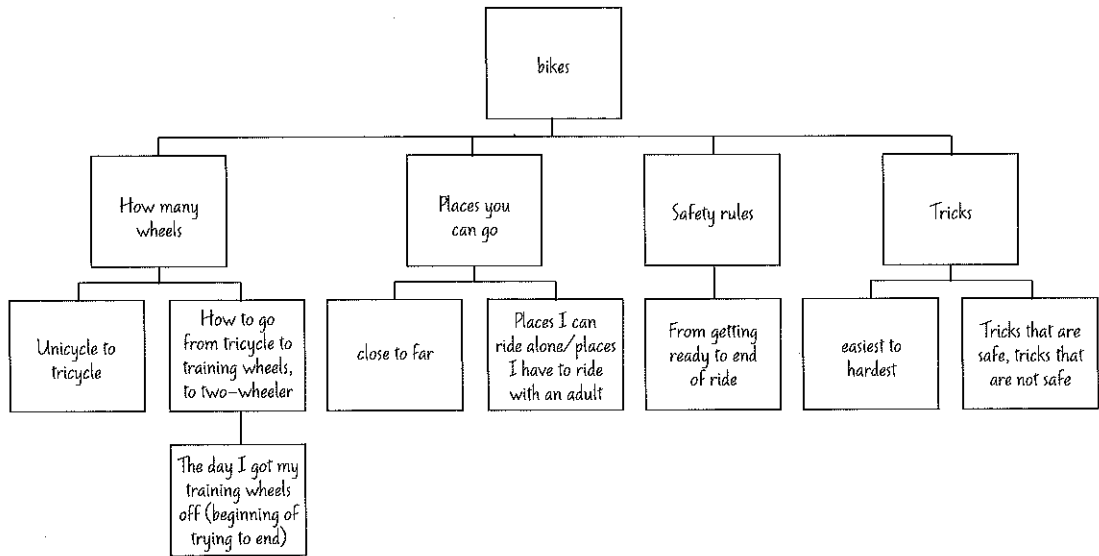 bikes
How many
wheels
Places you
can go
Safety rules
Tricks
Unicycle to
tricycle
How to go
from tricycle to
training wheels,
to two-wheeler
close to far
Places I can
ride alone/places
I have to ride
with an adult
From getting
ready to end
of ride
easiest to
hardest
Tricks that are
safe, tricks that
are not safe
The day I got my
training wheels
off (beginning of
trying to end)